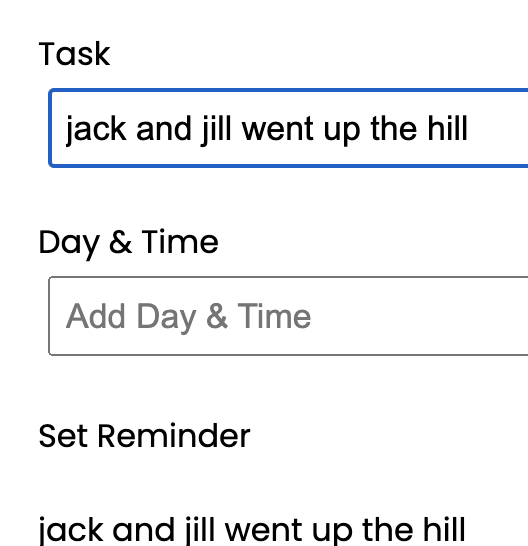 Task
jack and jill went up the hill
Day & Time
Add Day & Time
Set Reminder
jack and jill went up the hill